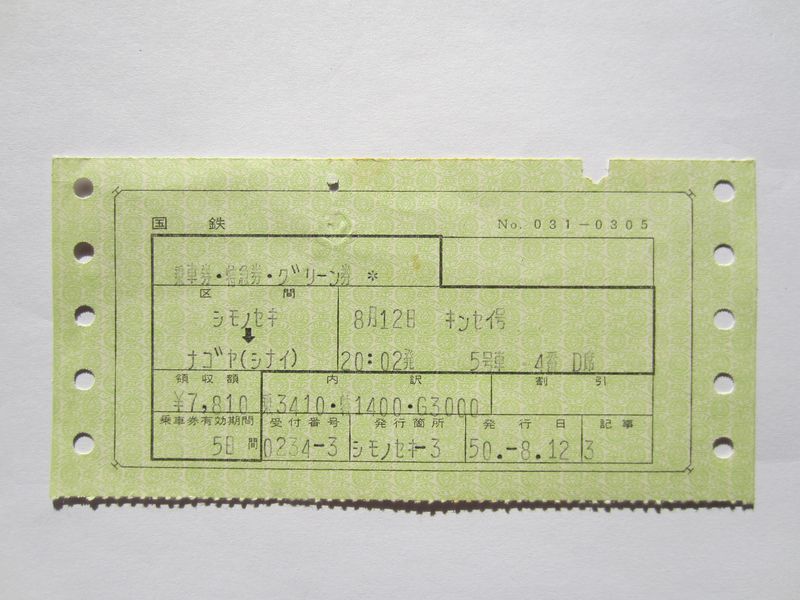 国鉄 No. 031-0305
乗車券・特急券・グリーン券 *
区間
シモノセキ 8月12日 キンセイ号
⬇
ナゴヤ(シナイ) 20:02発 5号車 4番 D席
領収額 内訳 割引
¥7,810 乗3410・特1400・G3000
乗車券有効期間 受付番号 発行箇所 発行日 記事
5日間 0234-3 シモノセキ-3 50.-8.12 3